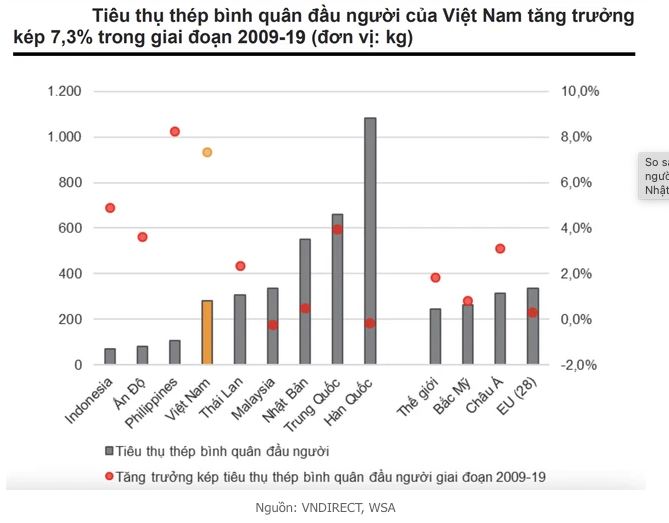 Tiêu thụ thép bình quân đầu người của Việt Nam tăng trưởng
kép 7,3% trong giai đoạn 2009-19 (đơn vị: kg)
1.200
1.000
800
600
400
200
0
10,0%
8,0%
6,0%
4,0%
2,0%
0,0%
-2,0%
Indonesia
Ấn Độ
Philippines
Việt Nam
Thái Lan
Malaysia
Nhật Bản
Trung Quốc
Hàn Quốc
Thế giới
Bắc Mỹ
Châu Á
EU (28)
Tiêu thụ thép bình quân đầu người
Tăng trưởng kép tiêu thụ thép bình quân đầu người giai đoạn 2009-19
So
Nhật
Nguồn: VNDIRECT, WSA